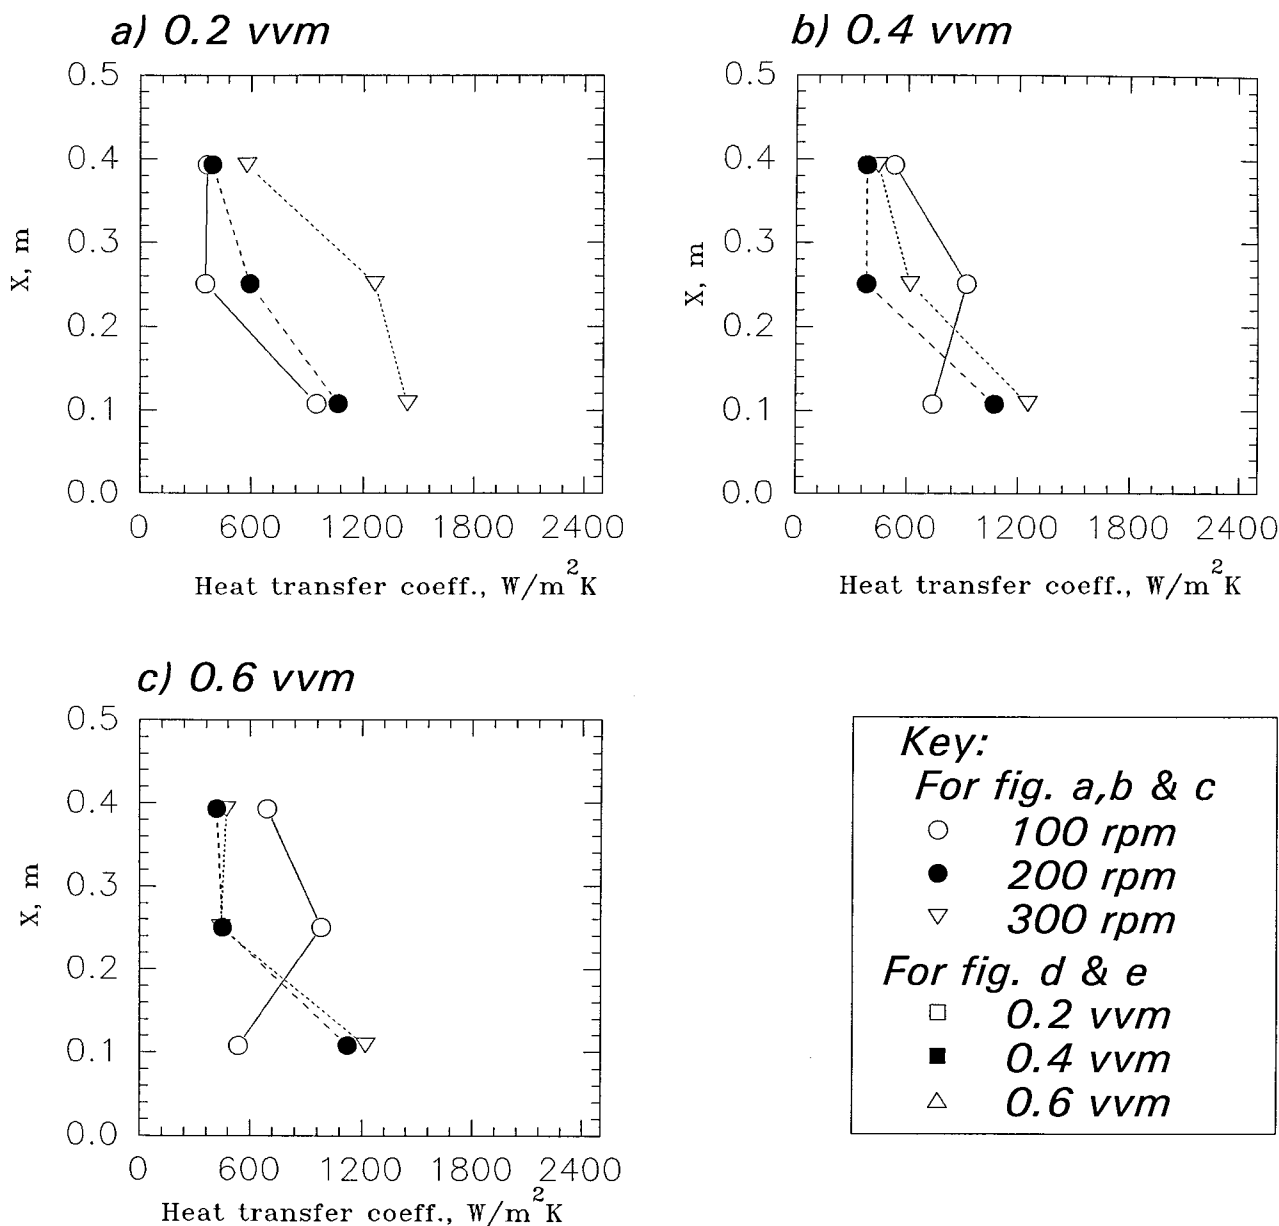 a) 0.2 vvm
0.5
0.4
0.3
0.2
0.1
0.0
X, m
0 600 1200 1800 2400
Heat transfer coeff., W/m²K
b) 0.4 vvm
0.5
0.4
0.3
0.2
0.1
0.0
X, m
0 600 1200 1800 2400
Heat transfer coeff., W/m²K
c) 0.6 vvm
0.5
0.4
0.3
0.2
0.1
0.0
X, m
0 600 1200 1800 2400
Heat transfer coeff., W/m²K
Key:
For fig. a,b & c
100 rpm
200 rpm
300 rpm
For fig. d & e
0.2 vvm
0.4 vvm
0.6 vvm